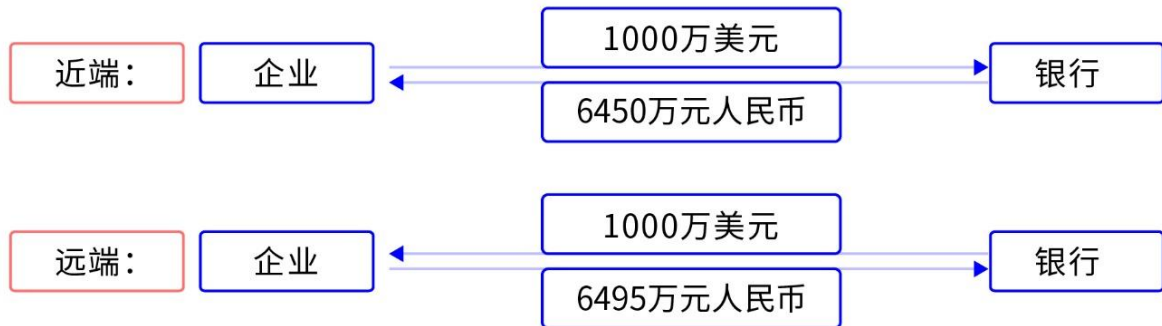 1000万美元
近端：
企业
银行
6450万元人民币
1000万美元
远端：
企业
银行
6495万元人民币